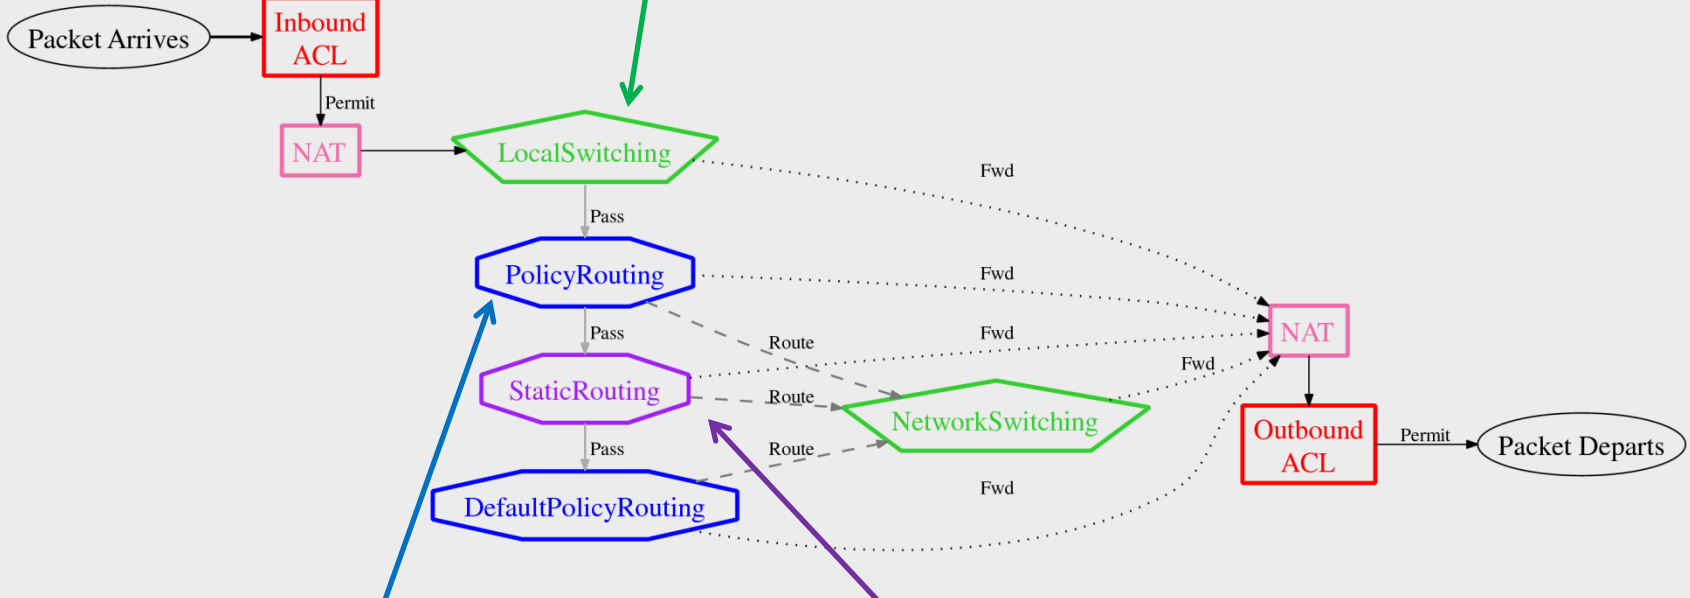 Packet Arrives
Inbound
ACL
Permit
NAT
LocalSwitching
Fwd
Pass
PolicyRouting
Fwd
Pass
Route
Fwd
NAT
StaticRouting
Route
Fwd
NetworkSwitching
Pass
Route
Outbound
ACL
Permit
Packet Departs
DefaultPolicyRouting
Fwd